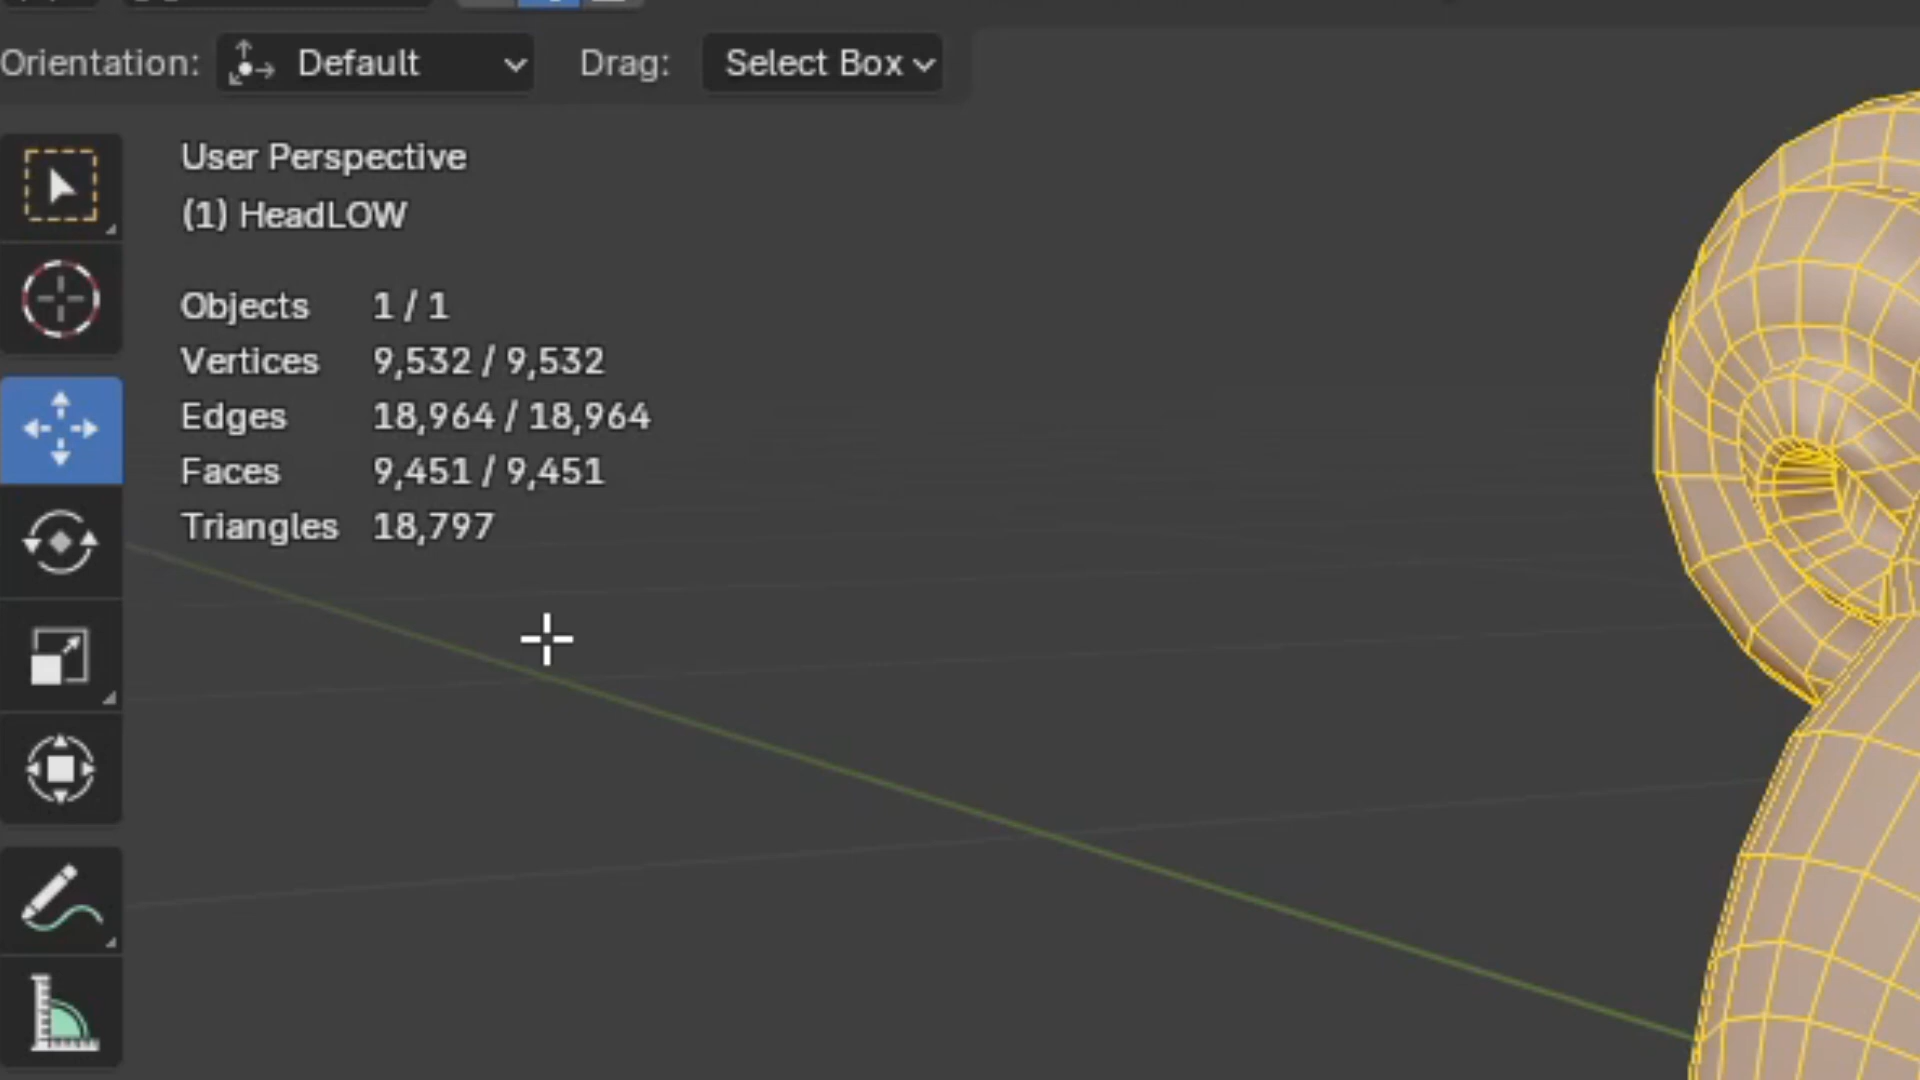 Orientation: Default Drag: Select Box
User Perspective
(1) HeadLOW
Objects 1 / 1
Vertices 9,532 / 9,532
Edges 18,964 / 18,964
Faces 9,451 / 9,451
Triangles 18,797